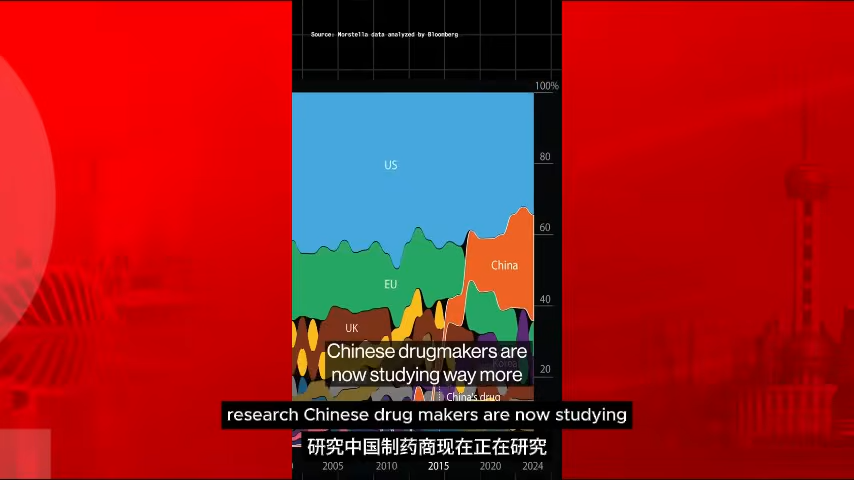 Source: Norstella data analyzed by Bloomberg
100%
US
80
60
China
EU
40
UK
Korea
Chinese drugmakers are
now studying way more
20
China's drug
research Chinese drug makers are now studying
研究中国制药商现在正在研究
2005
2010
2015
2020
2024